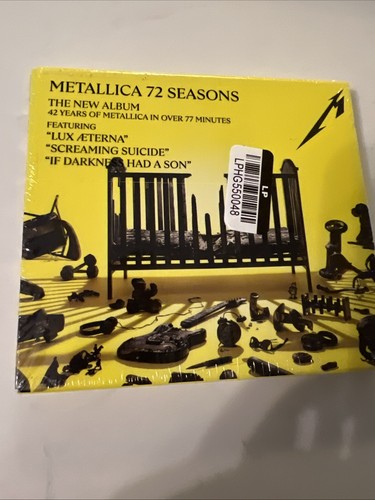 METALLICA 72 SEASONS
THE NEW ALBUM
42 YEARS OF METALLICA IN OVER 77 MINUTES
FEATURING
"LUX ÆTERNA"
"SCREAMING SUICIDE"
"IF DARKNESS HAD A SON"
LP
LPHG550048
M